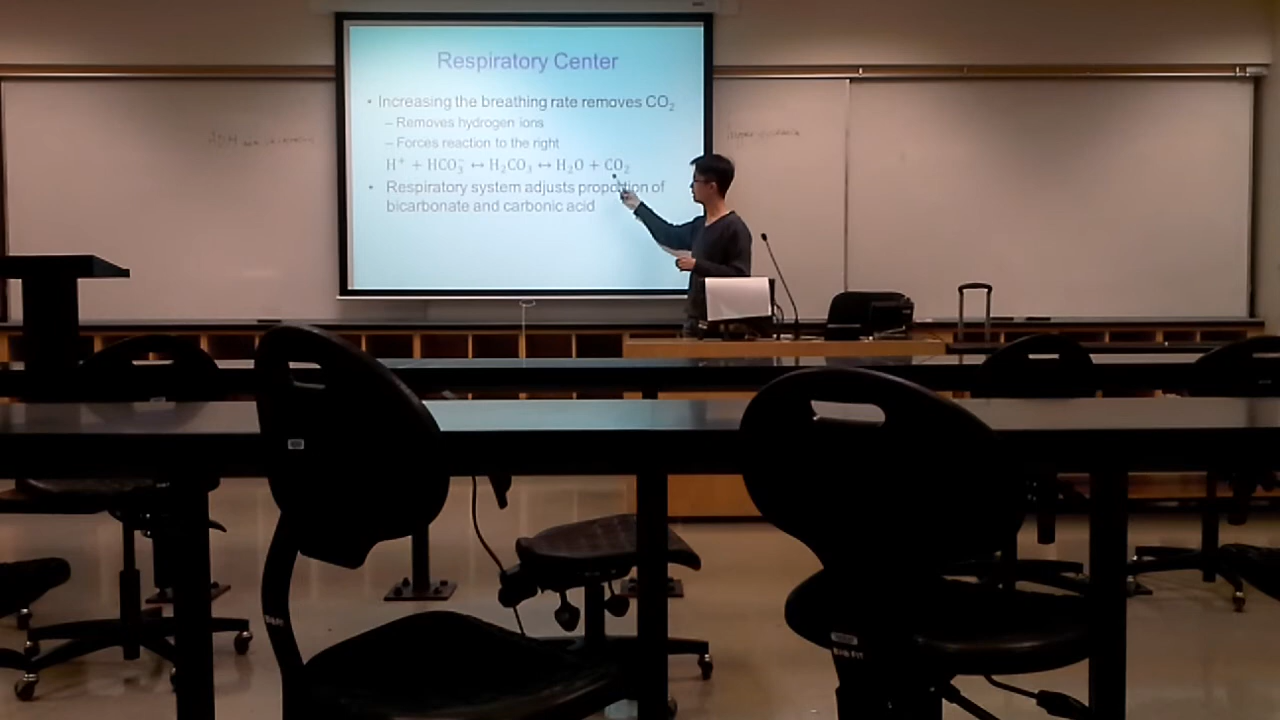 Respiratory Center
• Increasing the breathing rate removes CO₂
– Removes hydrogen ions
– Forces reaction to the right
H⁺ + HCO₃⁻ ↔ H₂CO₃ ↔ H₂O + CO₂
• Respiratory system adjusts proportion of
bicarbonate and carbonic acid